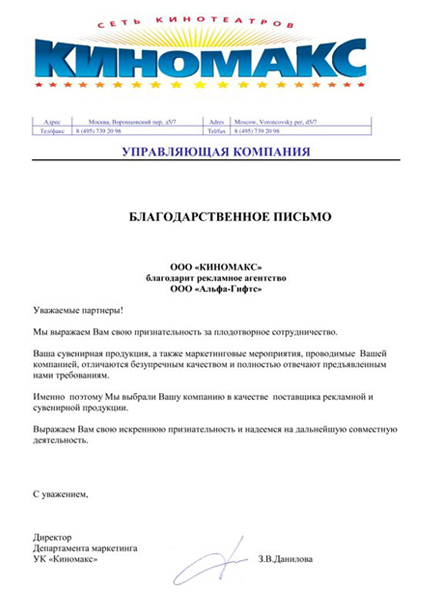 СЕТЬ КИНОТЕАТРОВ
КИНОМАКС
Адрес Москва, Воронцовский пер, д5/7 Adres Moscow, Voroncovsky per, d5/7
Тел/факс 8 (495) 739 20 98 Tel/fax 8 (495) 739 20 98
УПРАВЛЯЮЩАЯ КОМПАНИЯ
БЛАГОДАРСТВЕННОЕ ПИСЬМО
ООО «КИНОМАКС»
благодарит рекламное агентство
ООО «Альфа-Гифтс»
Уважаемые партнеры!
Мы выражаем Вам свою признательность за плодотворное сотрудничество.
Ваша сувенирная продукция, а также маркетинговые мероприятия, проводимые Вашей
компанией, отличаются безупречным качеством и полностью отвечают предъявленным
нами требованиям.
Именно поэтому Мы выбрали Вашу компанию в качестве поставщика рекламной и
сувенирной продукции.
Выражаем Вам свою искреннюю признательность и надеемся на дальнейшую совместную
деятельность.
С уважением,
Директор
Департамента маркетинга
УК «Киномакс» З.В.Данилова